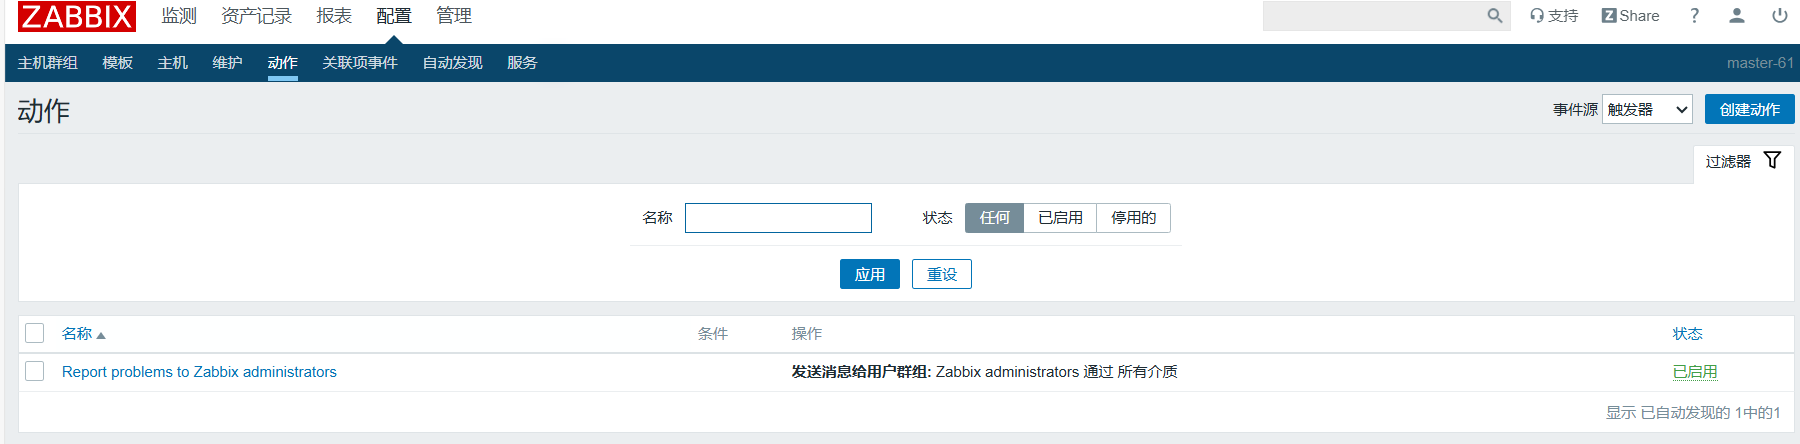 ZABBIX 监测 资产记录 报表 配置 管理 支持 Z Share ?
主机群组 模板 主机 维护 动作 关联项事件 自动发现 服务 master-61
动作 事件源 触发器 创建动作
过滤器
名称 状态 任何 已启用 停用的
应用 重设
名称 条件 操作 状态
Report problems to Zabbix administrators 发送消息给用户群组: Zabbix administrators 通过 所有介质 已启用
显示 已自动发现的 1中的1